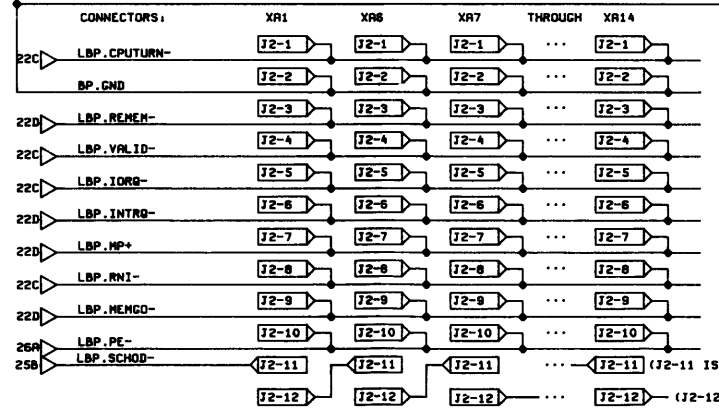 CONNECTORS: XA1 XA6 XA7 THROUGH XA14
J2-1 J2-1 J2-1 ... J2-1
22C LBP.CPUTURN-
J2-2 J2-2 J2-2 ... J2-2
BP.GND
J2-3 J2-3 J2-3 ... J2-3
22D LBP.REMEM-
J2-4 J2-4 J2-4 ... J2-4
22C LBP.VALID-
J2-5 J2-5 J2-5 ... J2-5
22C LBP.IORQ-
J2-6 J2-6 J2-6 ... J2-6
22D LBP.INTRQ-
J2-7 J2-7 J2-7 ... J2-7
22D LBP.MP+
J2-8 J2-8 J2-8 ... J2-8
22C LBP.RNI-
J2-9 J2-9 J2-9 ... J2-9
22D LBP.MEMGO-
J2-10 J2-10 J2-10 ... J2-10
26A LBP.PE-
25B LBP.SCHOD- J2-11 J2-11 J2-11 ... J2-11 (J2-11 IS
J2-12 J2-12 J2-12 ... J2-12 (J2-12